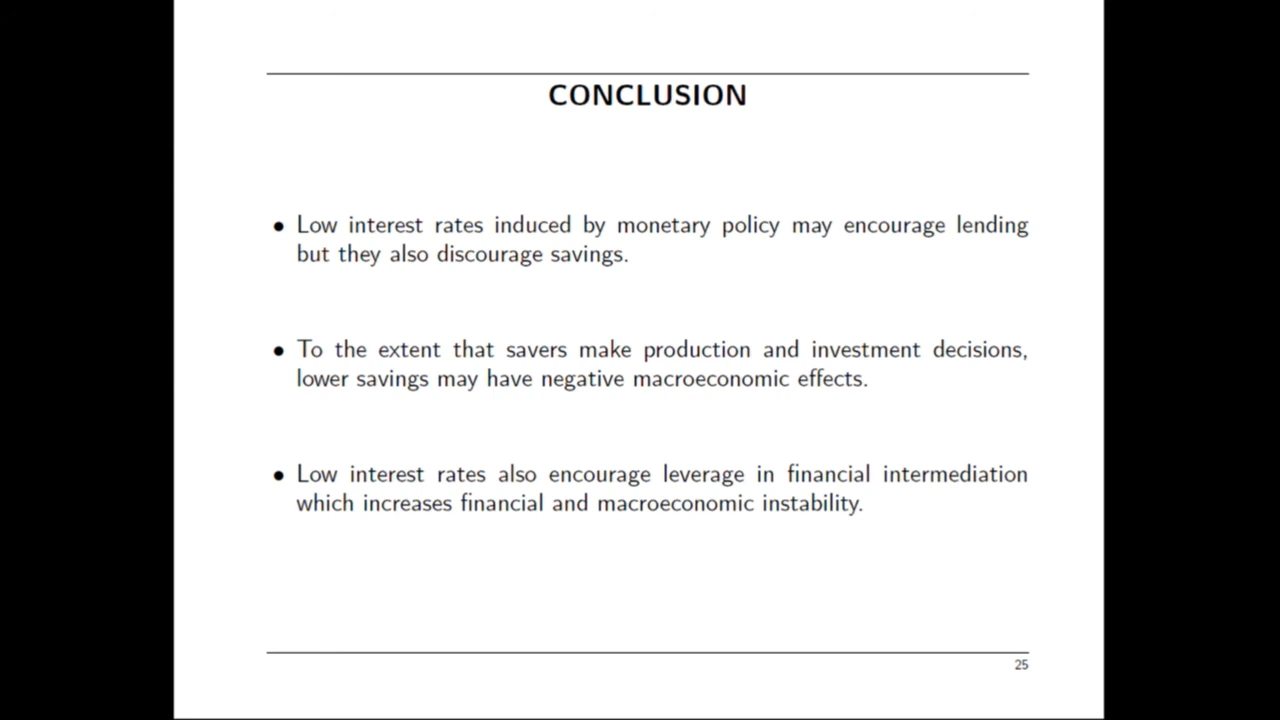 CONCLUSION
• Low interest rates induced by monetary policy may encourage lending
but they also discourage savings.
• To the extent that savers make production and investment decisions,
lower savings may have negative macroeconomic effects.
• Low interest rates also encourage leverage in financial intermediation
which increases financial and macroeconomic instability.
25